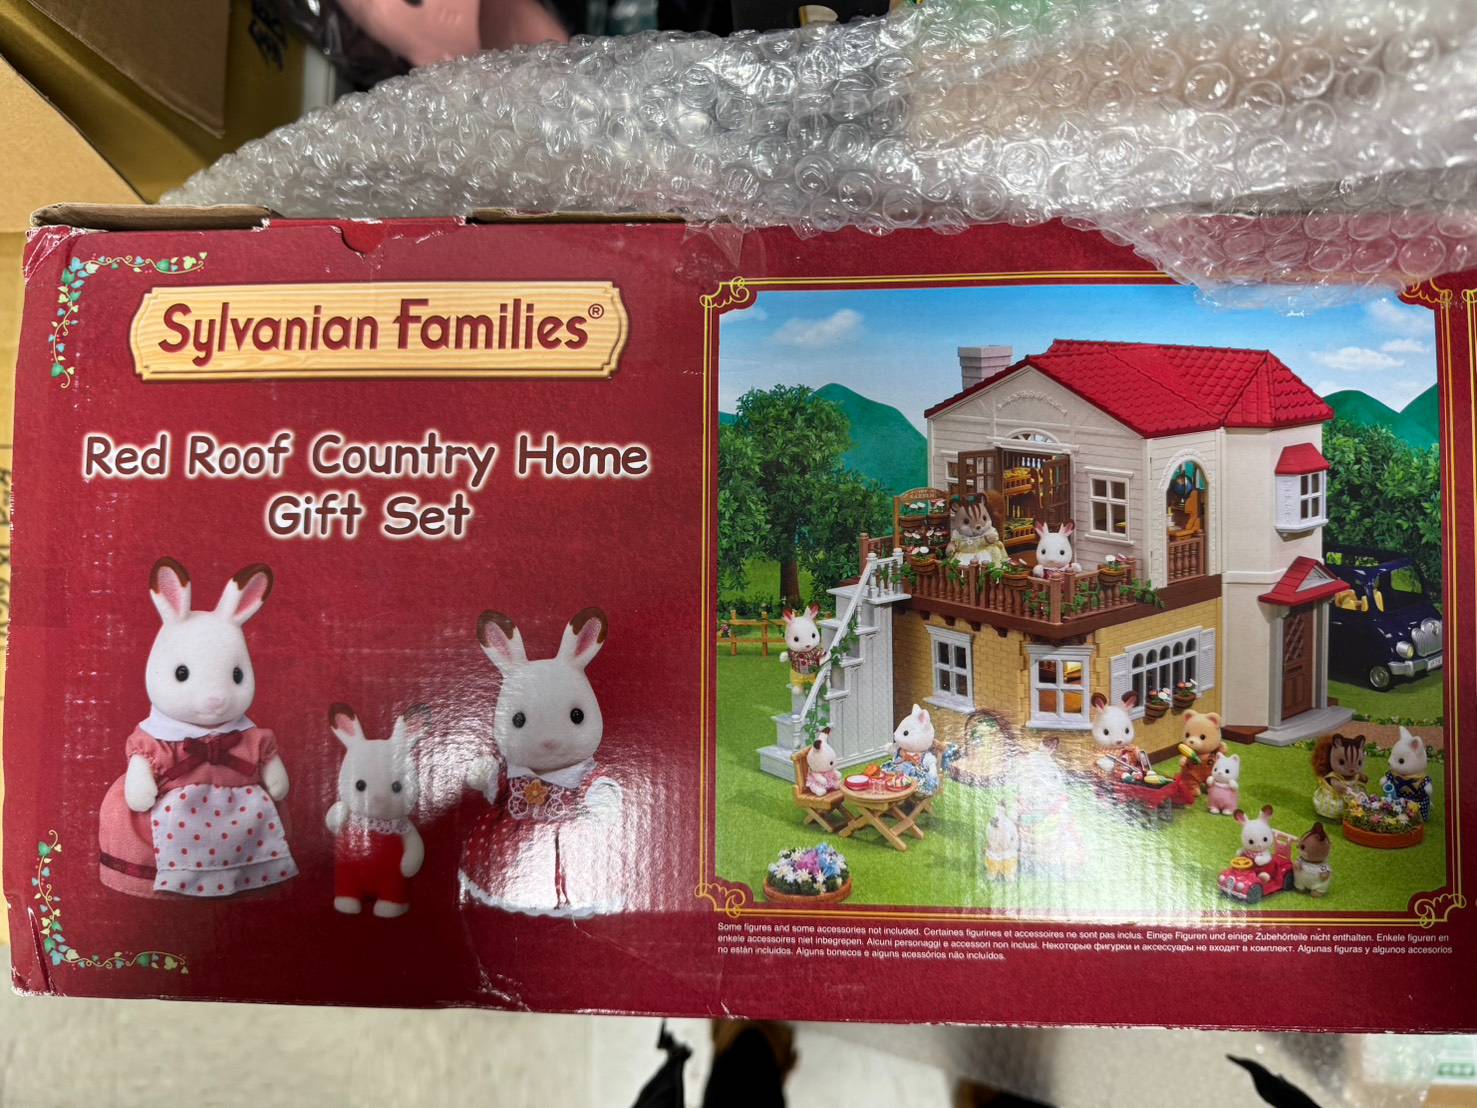 Sylvanian Families®
Red Roof Country Home
Gift Set
Some figures and some accessories not included. Certaines figurines et accessoires ne sont pas inclus. Einige Figuren und einige Zubehörteile nicht enthalten. Enkele figuren en
enkele accessoires niet inbegrepen. Alcuni personaggi e accessori non inclusi. Некоторые фигурки и аксессуары не входят в комплект. Algunas figuras y algunos accesorios
no están incluidos. Alguns bonecos e alguns acessórios não incluídos.